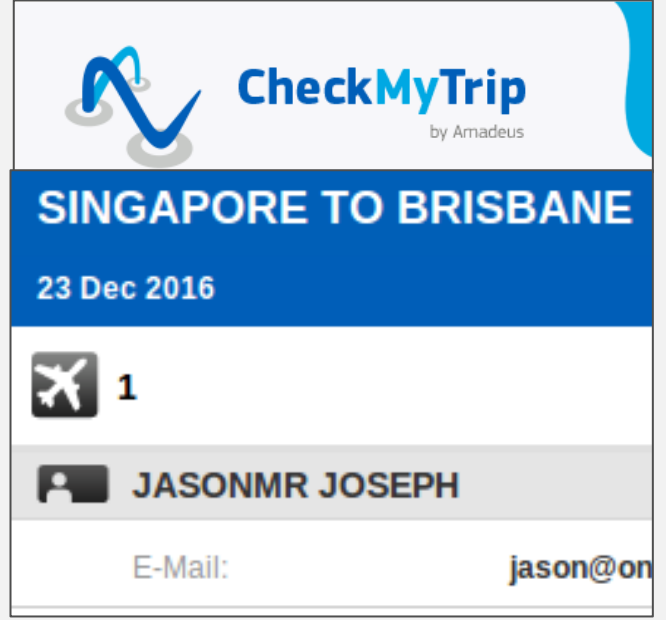 CheckMyTrip
by Amadeus
SINGAPORE TO BRISBANE
23 Dec 2016
1
JASONMR JOSEPH
E-Mail: jason@on